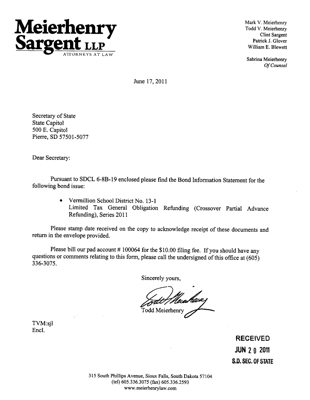 Meierhenry
Sargent LLP
ATTORNEYS AT LAW
Mark V. Meierhenry
Todd V. Meierhenry
Clint Sargent
Patrick J. Glover
William E. Blewett
Sabrina Meierhenry
Of Counsel
June 17, 2011
Secretary of State
State Capitol
500 E. Capitol
Pierre, SD 57501-5077
Dear Secretary:
Pursuant to SDCL 6-8B-19 enclosed please find the Bond Information Statement for the
following bond issue:
• Vermillion School District No. 13-1
Limited Tax General Obligation Refunding (Crossover Partial Advance
Refunding), Series 2011
Please stamp date received on the copy to acknowledge receipt of these documents and
return in the envelope provided.
Please bill our pad account # 100064 for the $10.00 filing fee. If you should have any
questions or comments relating to this form, please call the undersigned of this office at (605)
336-3075.
Sincerely yours,
Todd Meierhenry
Todd Meierhenry
TVM:sjl
Encl.
RECEIVED
JUN 29 2011
S.D. SEC. OF STATE
315 South Phillips Avenue, Sioux Falls, South Dakota 57104
(tel) 605.336.3075 (fax) 605.336.2593
www.meierhenrylaw.com